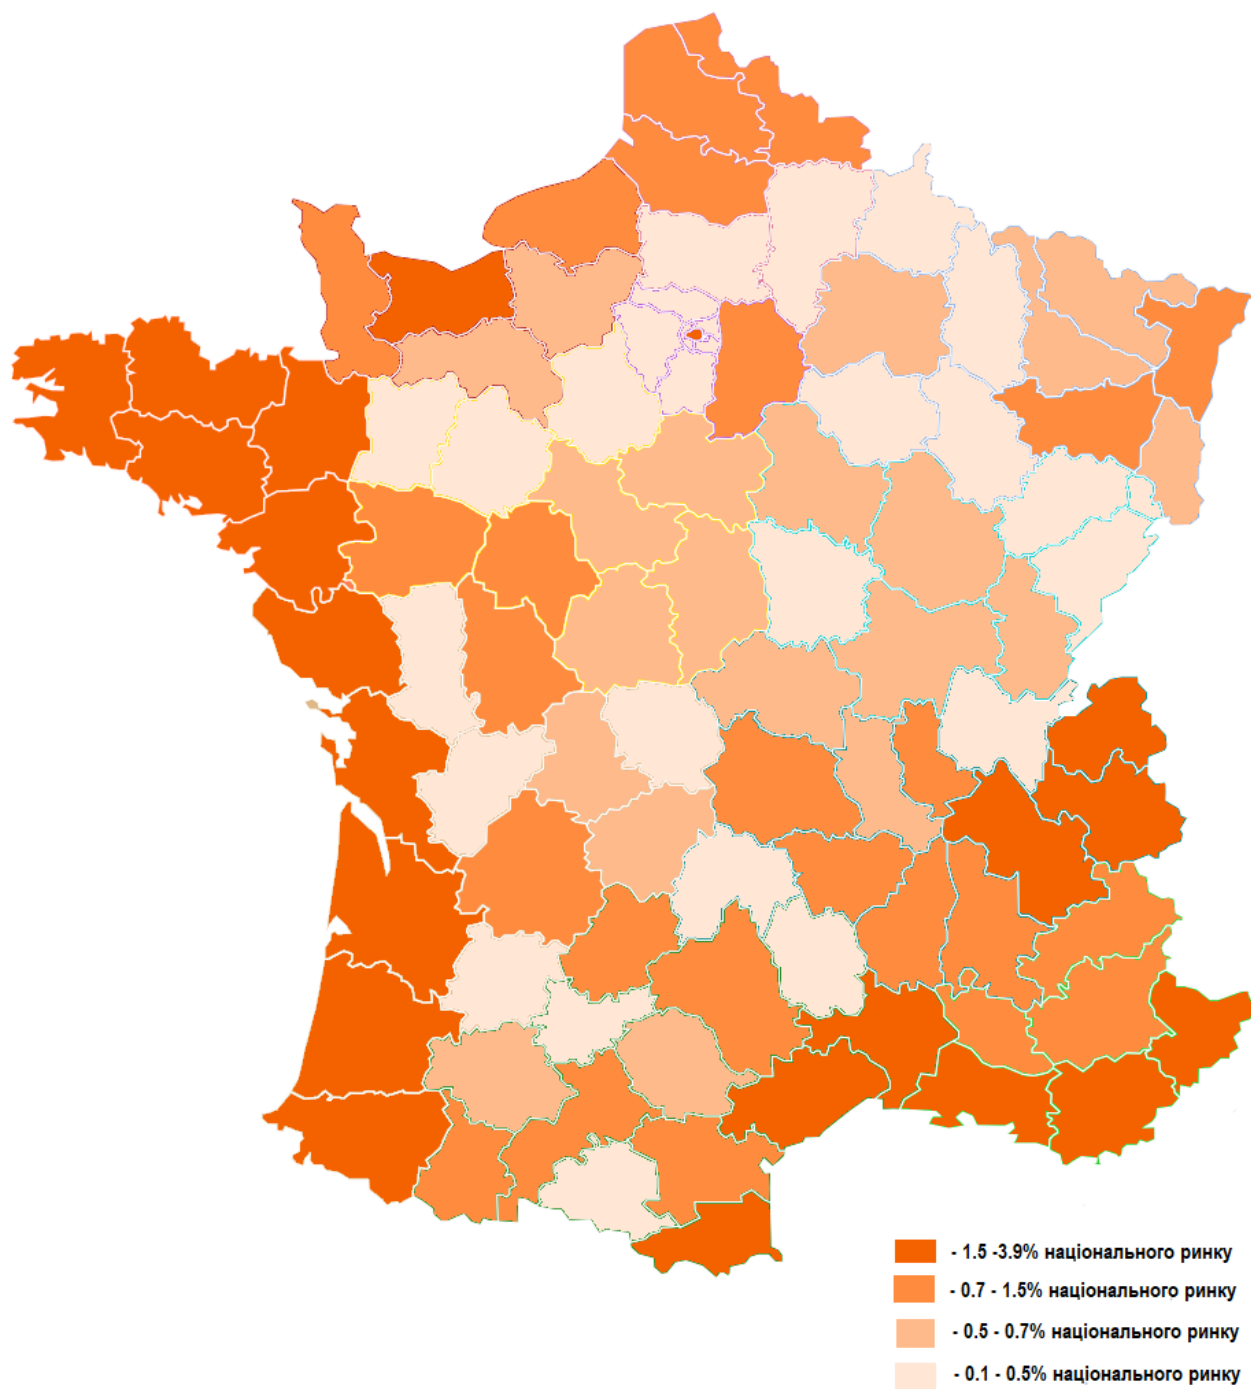 - 1.5 -3.9% національного ринку
- 0.7 - 1.5% національного ринку
- 0.5 - 0.7% національного ринку
- 0.1 - 0.5% національного ринку